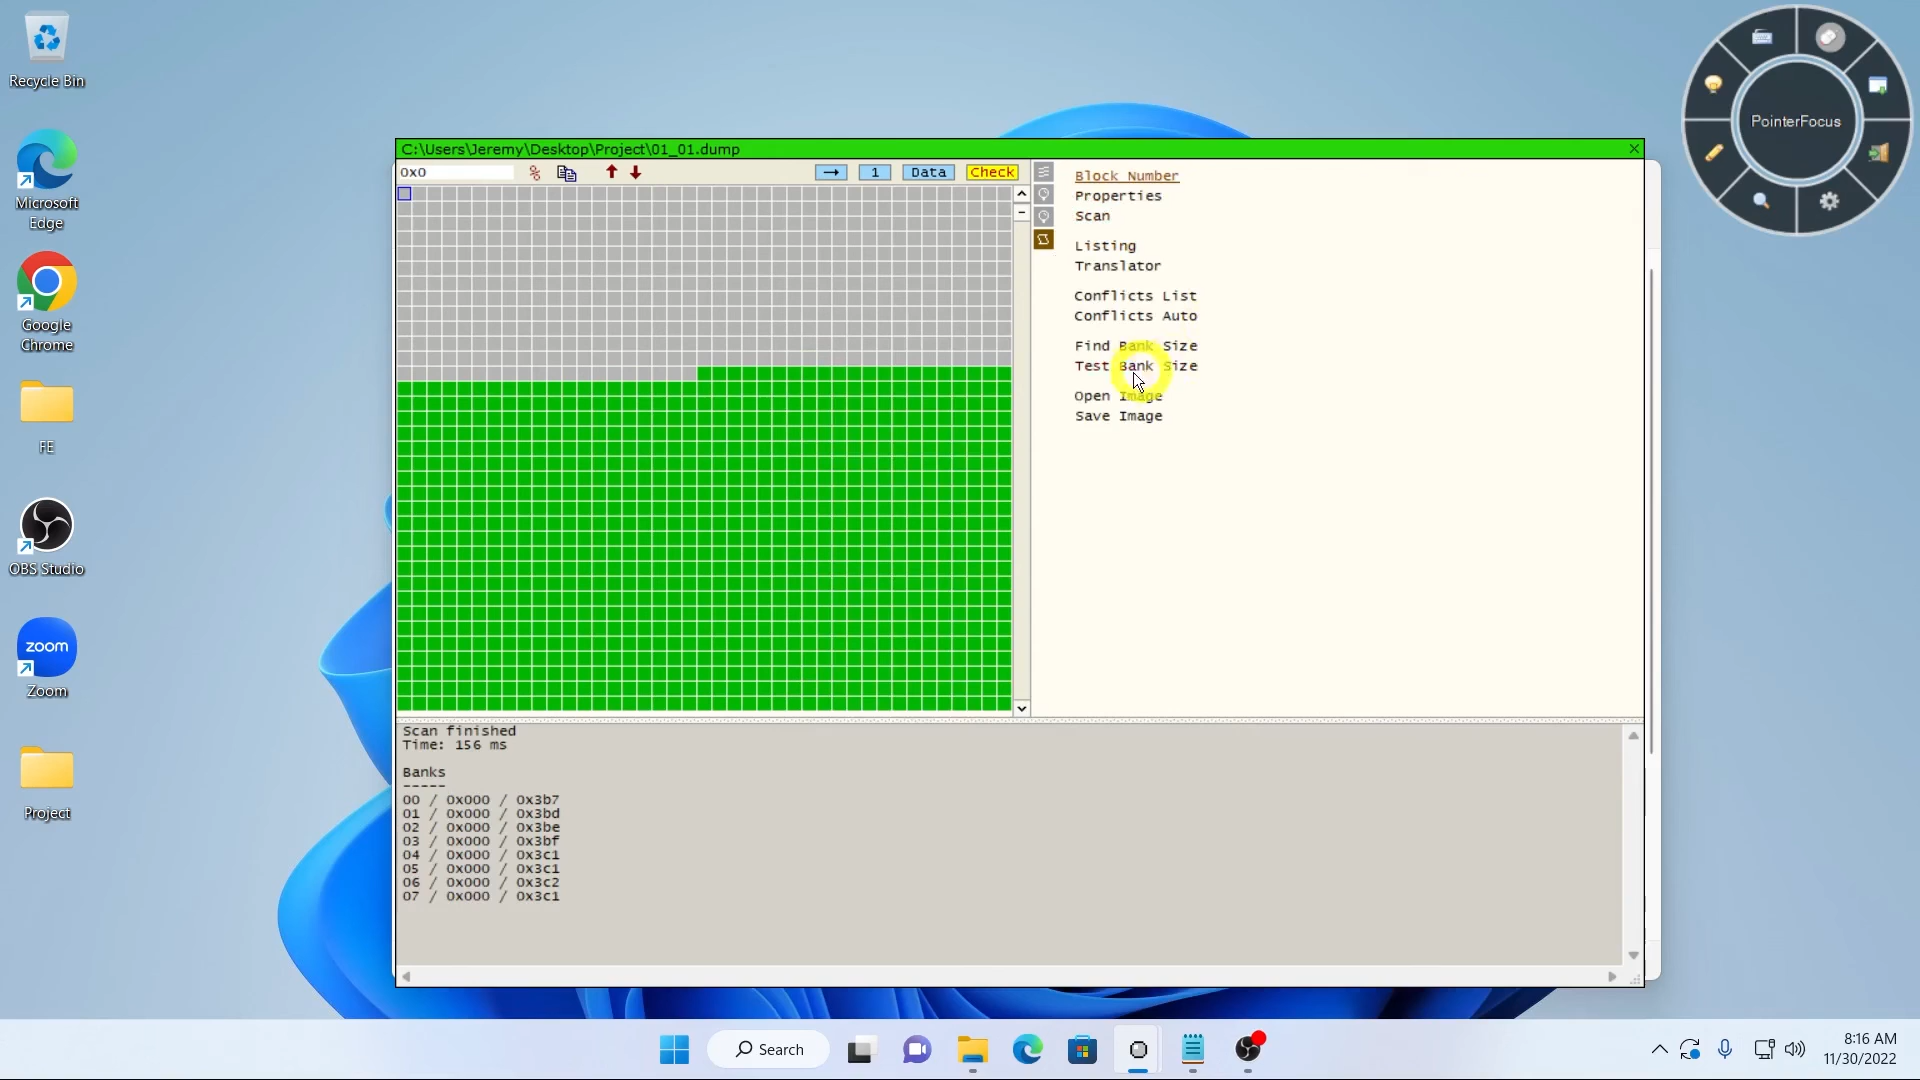 Recycle Bin
Microsoft
Edge
Google
Chrome
FE
OBS Studio
zoom
Zoom
Project
PointerFocus
C:\Users\Jeremy\Desktop\Project\01_01.dump
0x0
%
→
1
Data
Check
Block Number
Properties
Scan
Listing
Translator
Conflicts List
Conflicts Auto
Find Bank Size
Test Bank Size
Open Image
Save Image
Scan finished
Time: 156 ms
Banks
-----
00 / 0x000 / 0x3b7
01 / 0x000 / 0x3bd
02 / 0x000 / 0x3be
03 / 0x000 / 0x3bf
04 / 0x000 / 0x3c1
05 / 0x000 / 0x3c1
06 / 0x000 / 0x3c2
07 / 0x000 / 0x3c1
Search
8:16 AM
11/30/2022